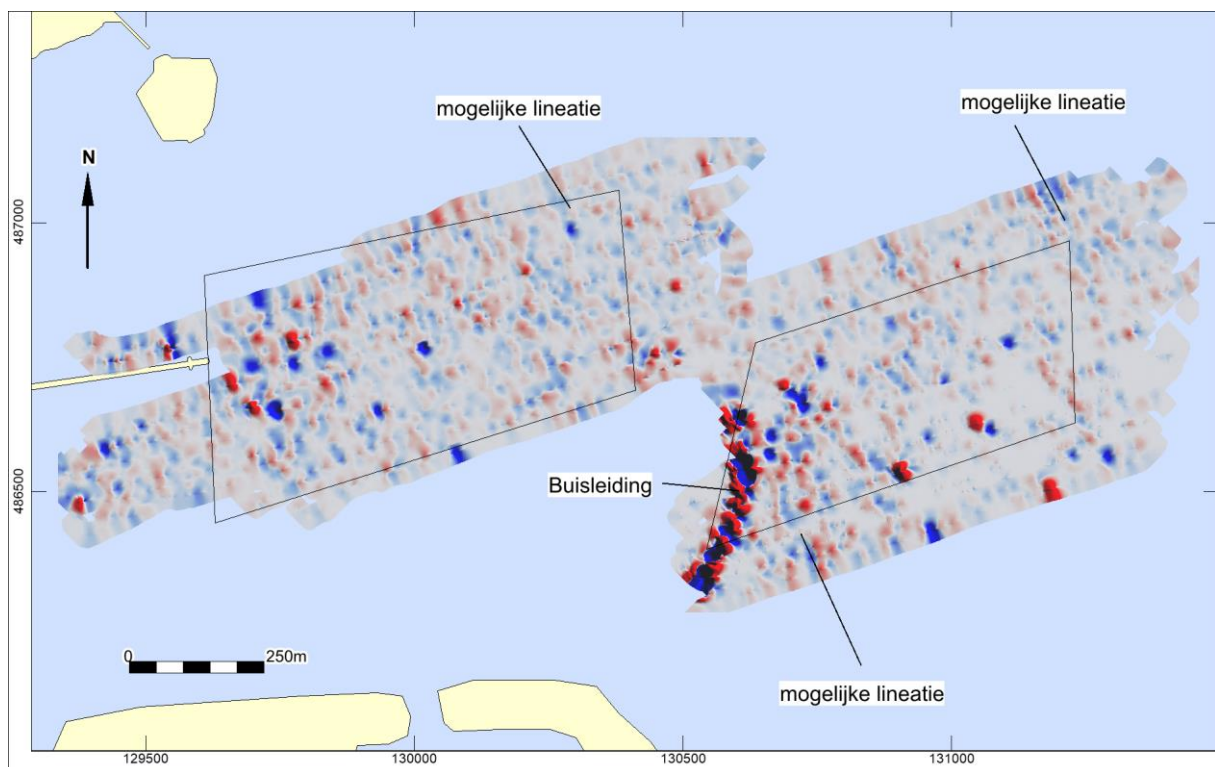 mogelijke lineatie
mogelijke lineatie
N
487000
Buisleiding
486500
0 250m
mogelijke lineatie
129500 130000 130500 131000